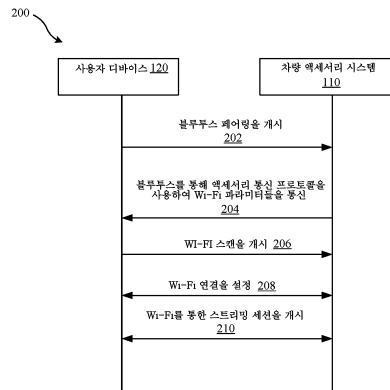 200
사용자 디바이스 120
차량 액세서리 시스템
110
블루투스 페어링을 개시
202
블루투스를 통해 액세서리 통신 프로토콜을
사용하여 Wi-Fi 파라미터들을 통신
204
WI-FI 스캔을 개시 206
Wi-Fi 연결을 설정 208
Wi-Fi를 통한 스트리밍 세션을 개시
210